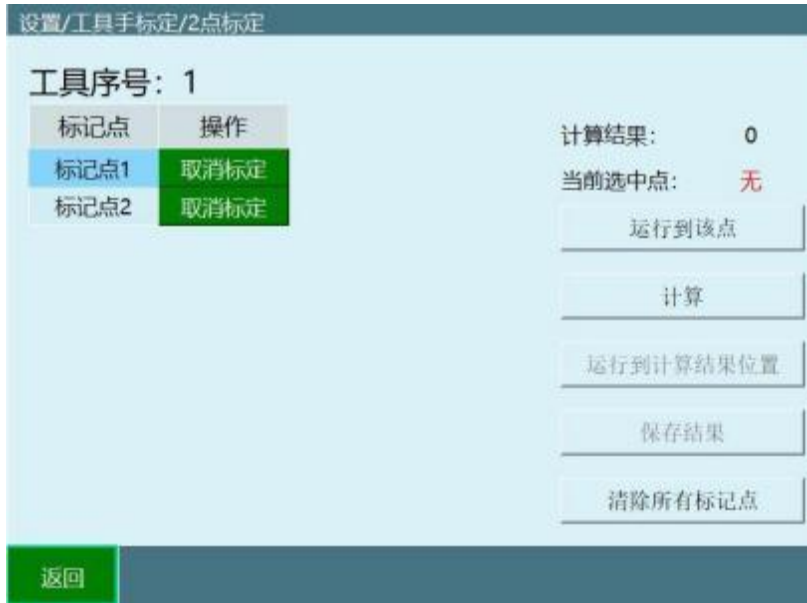 设置/工具手标定/2点标定
工具序号：1
标记点 操作
标记点1 取消标定
标记点2 取消标定
计算结果： 0
当前选中点： 无
运行到该点
计算
运行到计算结果位置
保存结果
清除所有标记点
返回